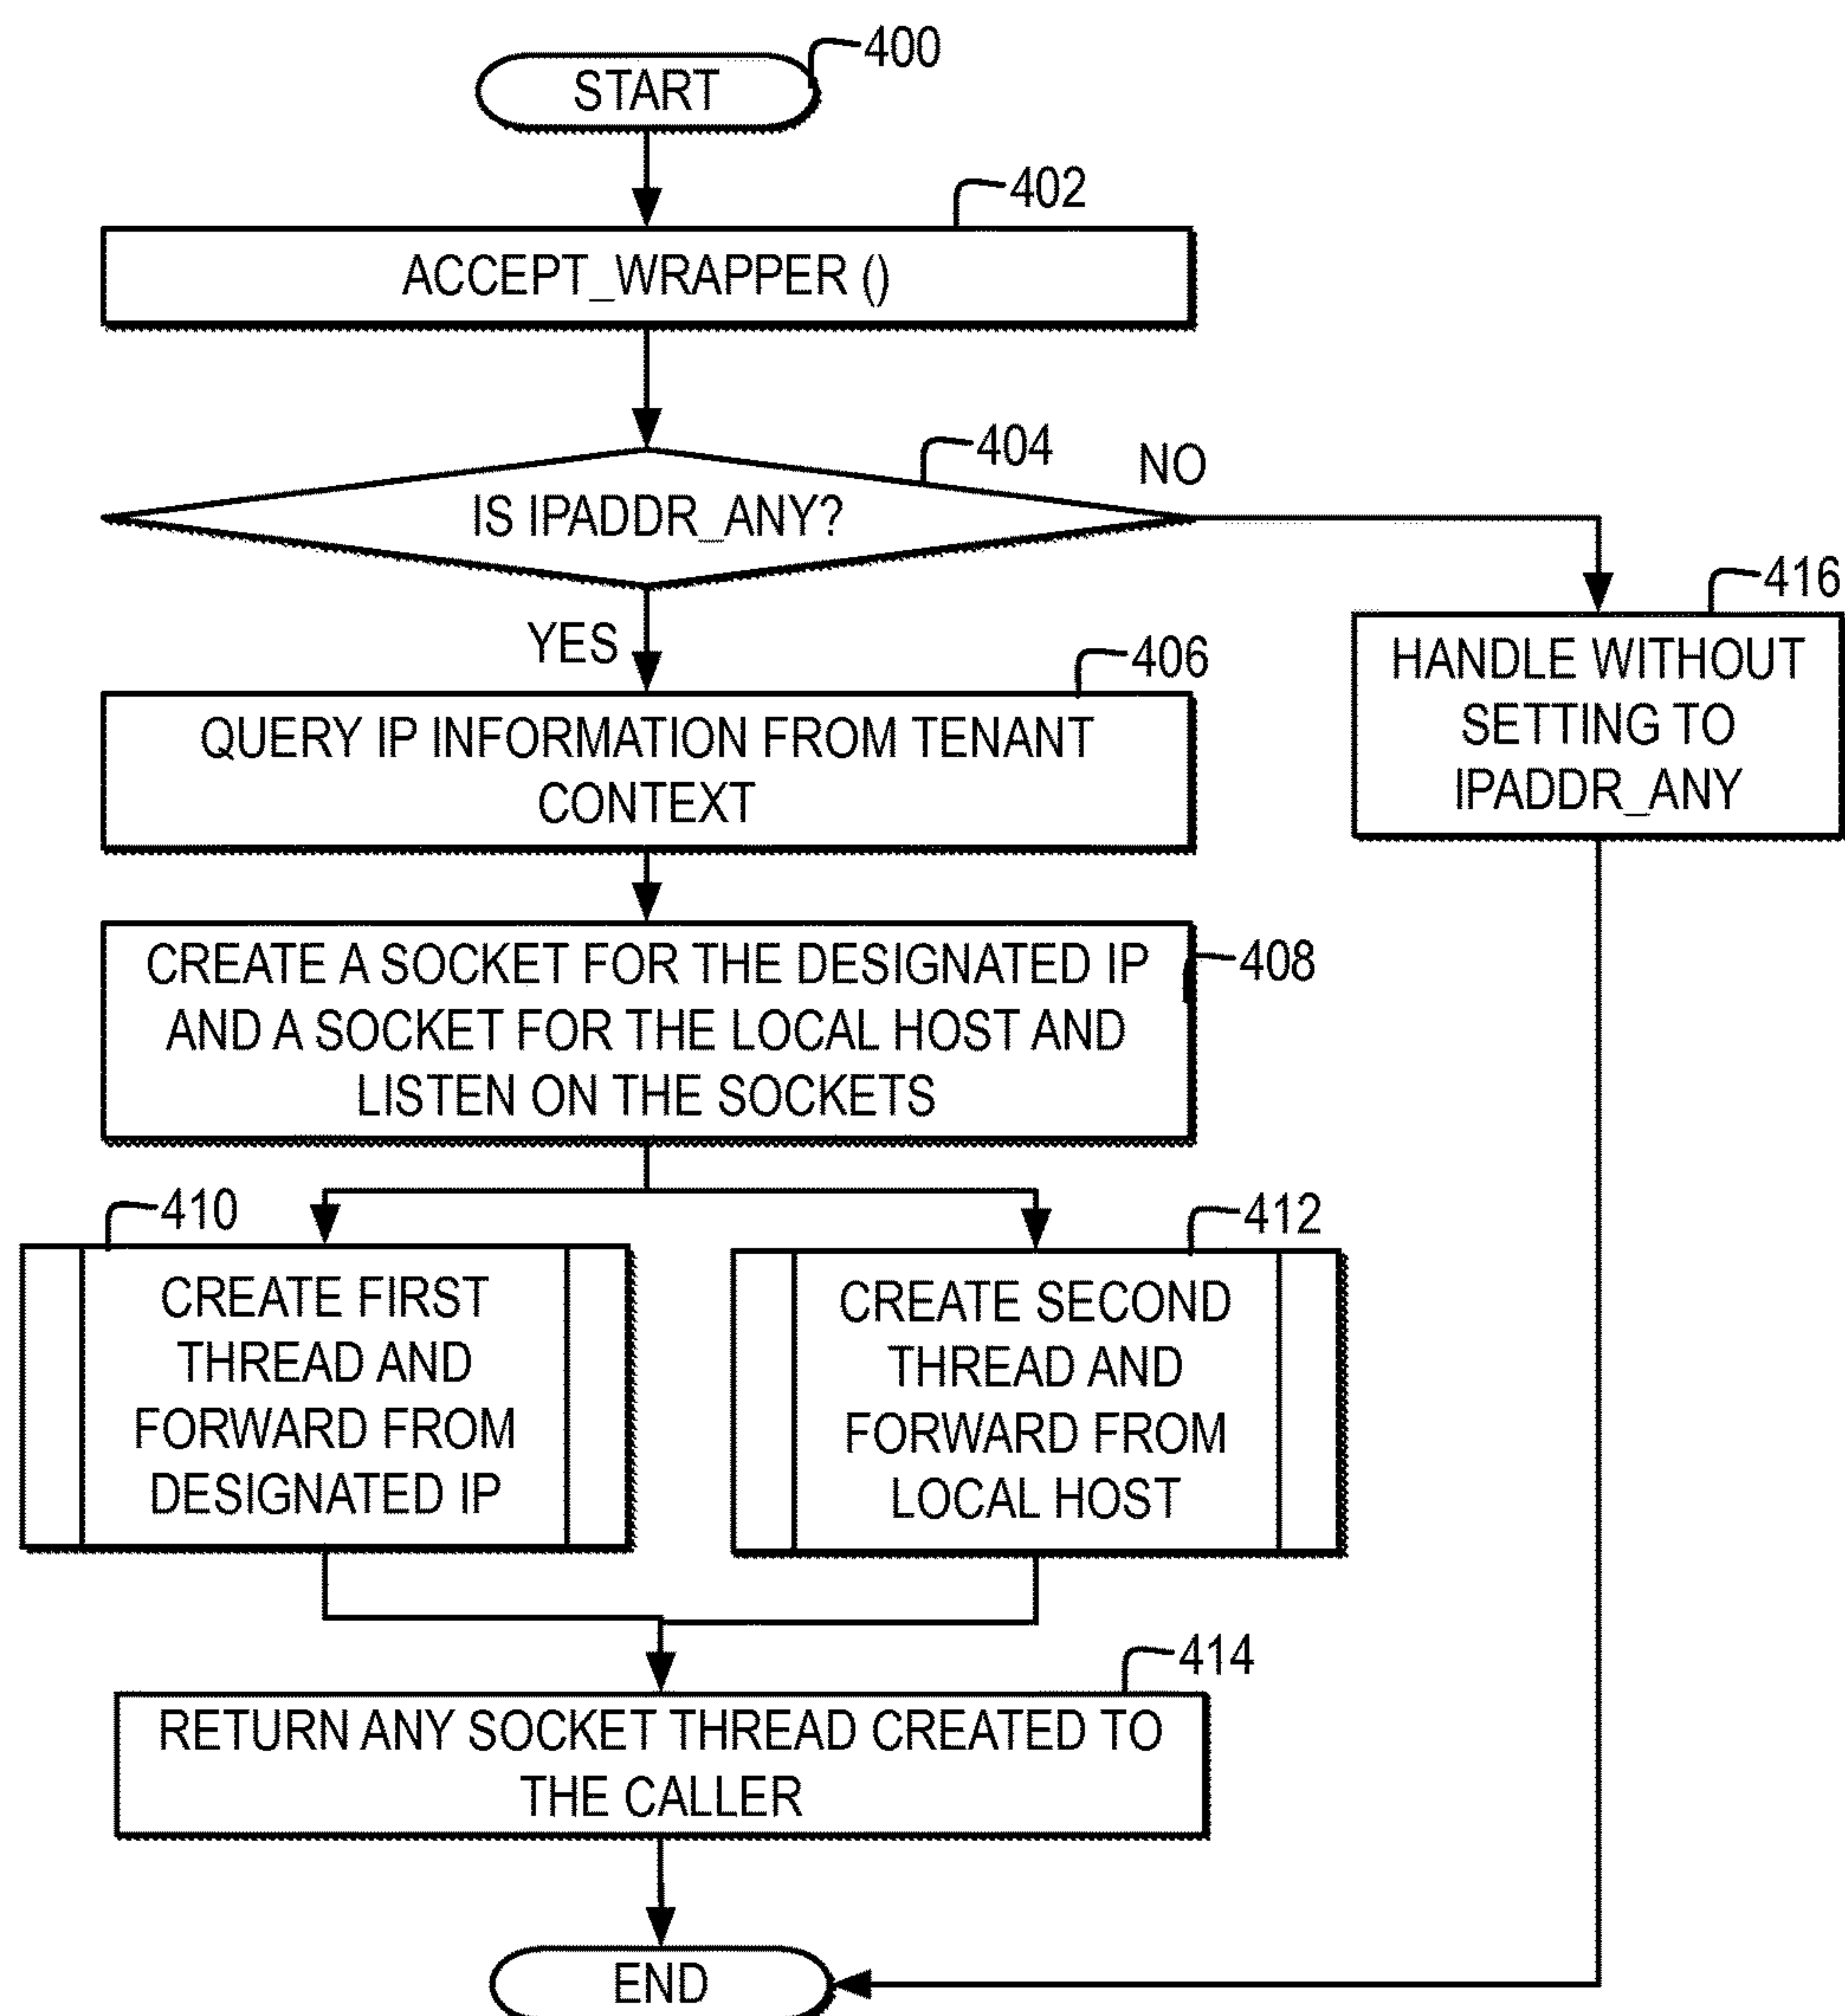 400
START
402
ACCEPT_WRAPPER ()
404
NO
IS IPADDR_ANY?
YES
416
HANDLE WITHOUT
SETTING TO
IPADDR_ANY
406
QUERY IP INFORMATION FROM TENANT
CONTEXT
408
CREATE A SOCKET FOR THE DESIGNATED IP
AND A SOCKET FOR THE LOCAL HOST AND
LISTEN ON THE SOCKETS
410
CREATE FIRST
THREAD AND
FORWARD FROM
DESIGNATED IP
412
CREATE SECOND
THREAD AND
FORWARD FROM
LOCAL HOST
414
RETURN ANY SOCKET THREAD CREATED TO
THE CALLER
END